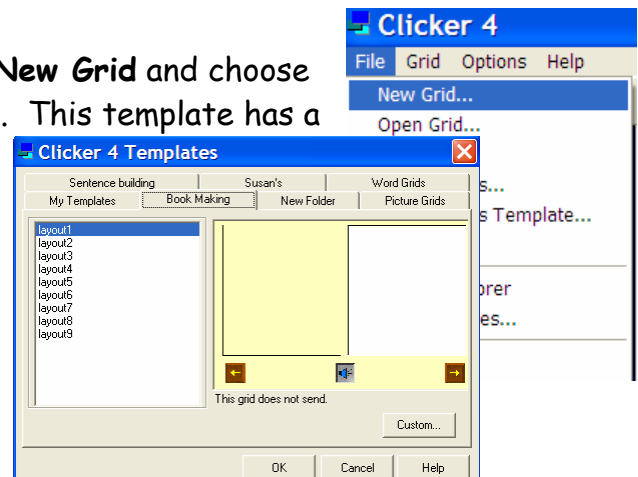 New Grid and choose
. This template has a
Clicker 4
File Grid Options Help
New Grid...
Open Grid...
s...
s Template...
orer
es...
Clicker 4 Templates
Sentence building Susan's Word Grids
My Templates Book Making New Folder Picture Grids
layout1
layout2
layout3
layout4
layout5
layout6
layout7
layout8
layout9
This grid does not send.
Custom...
OK Cancel Help